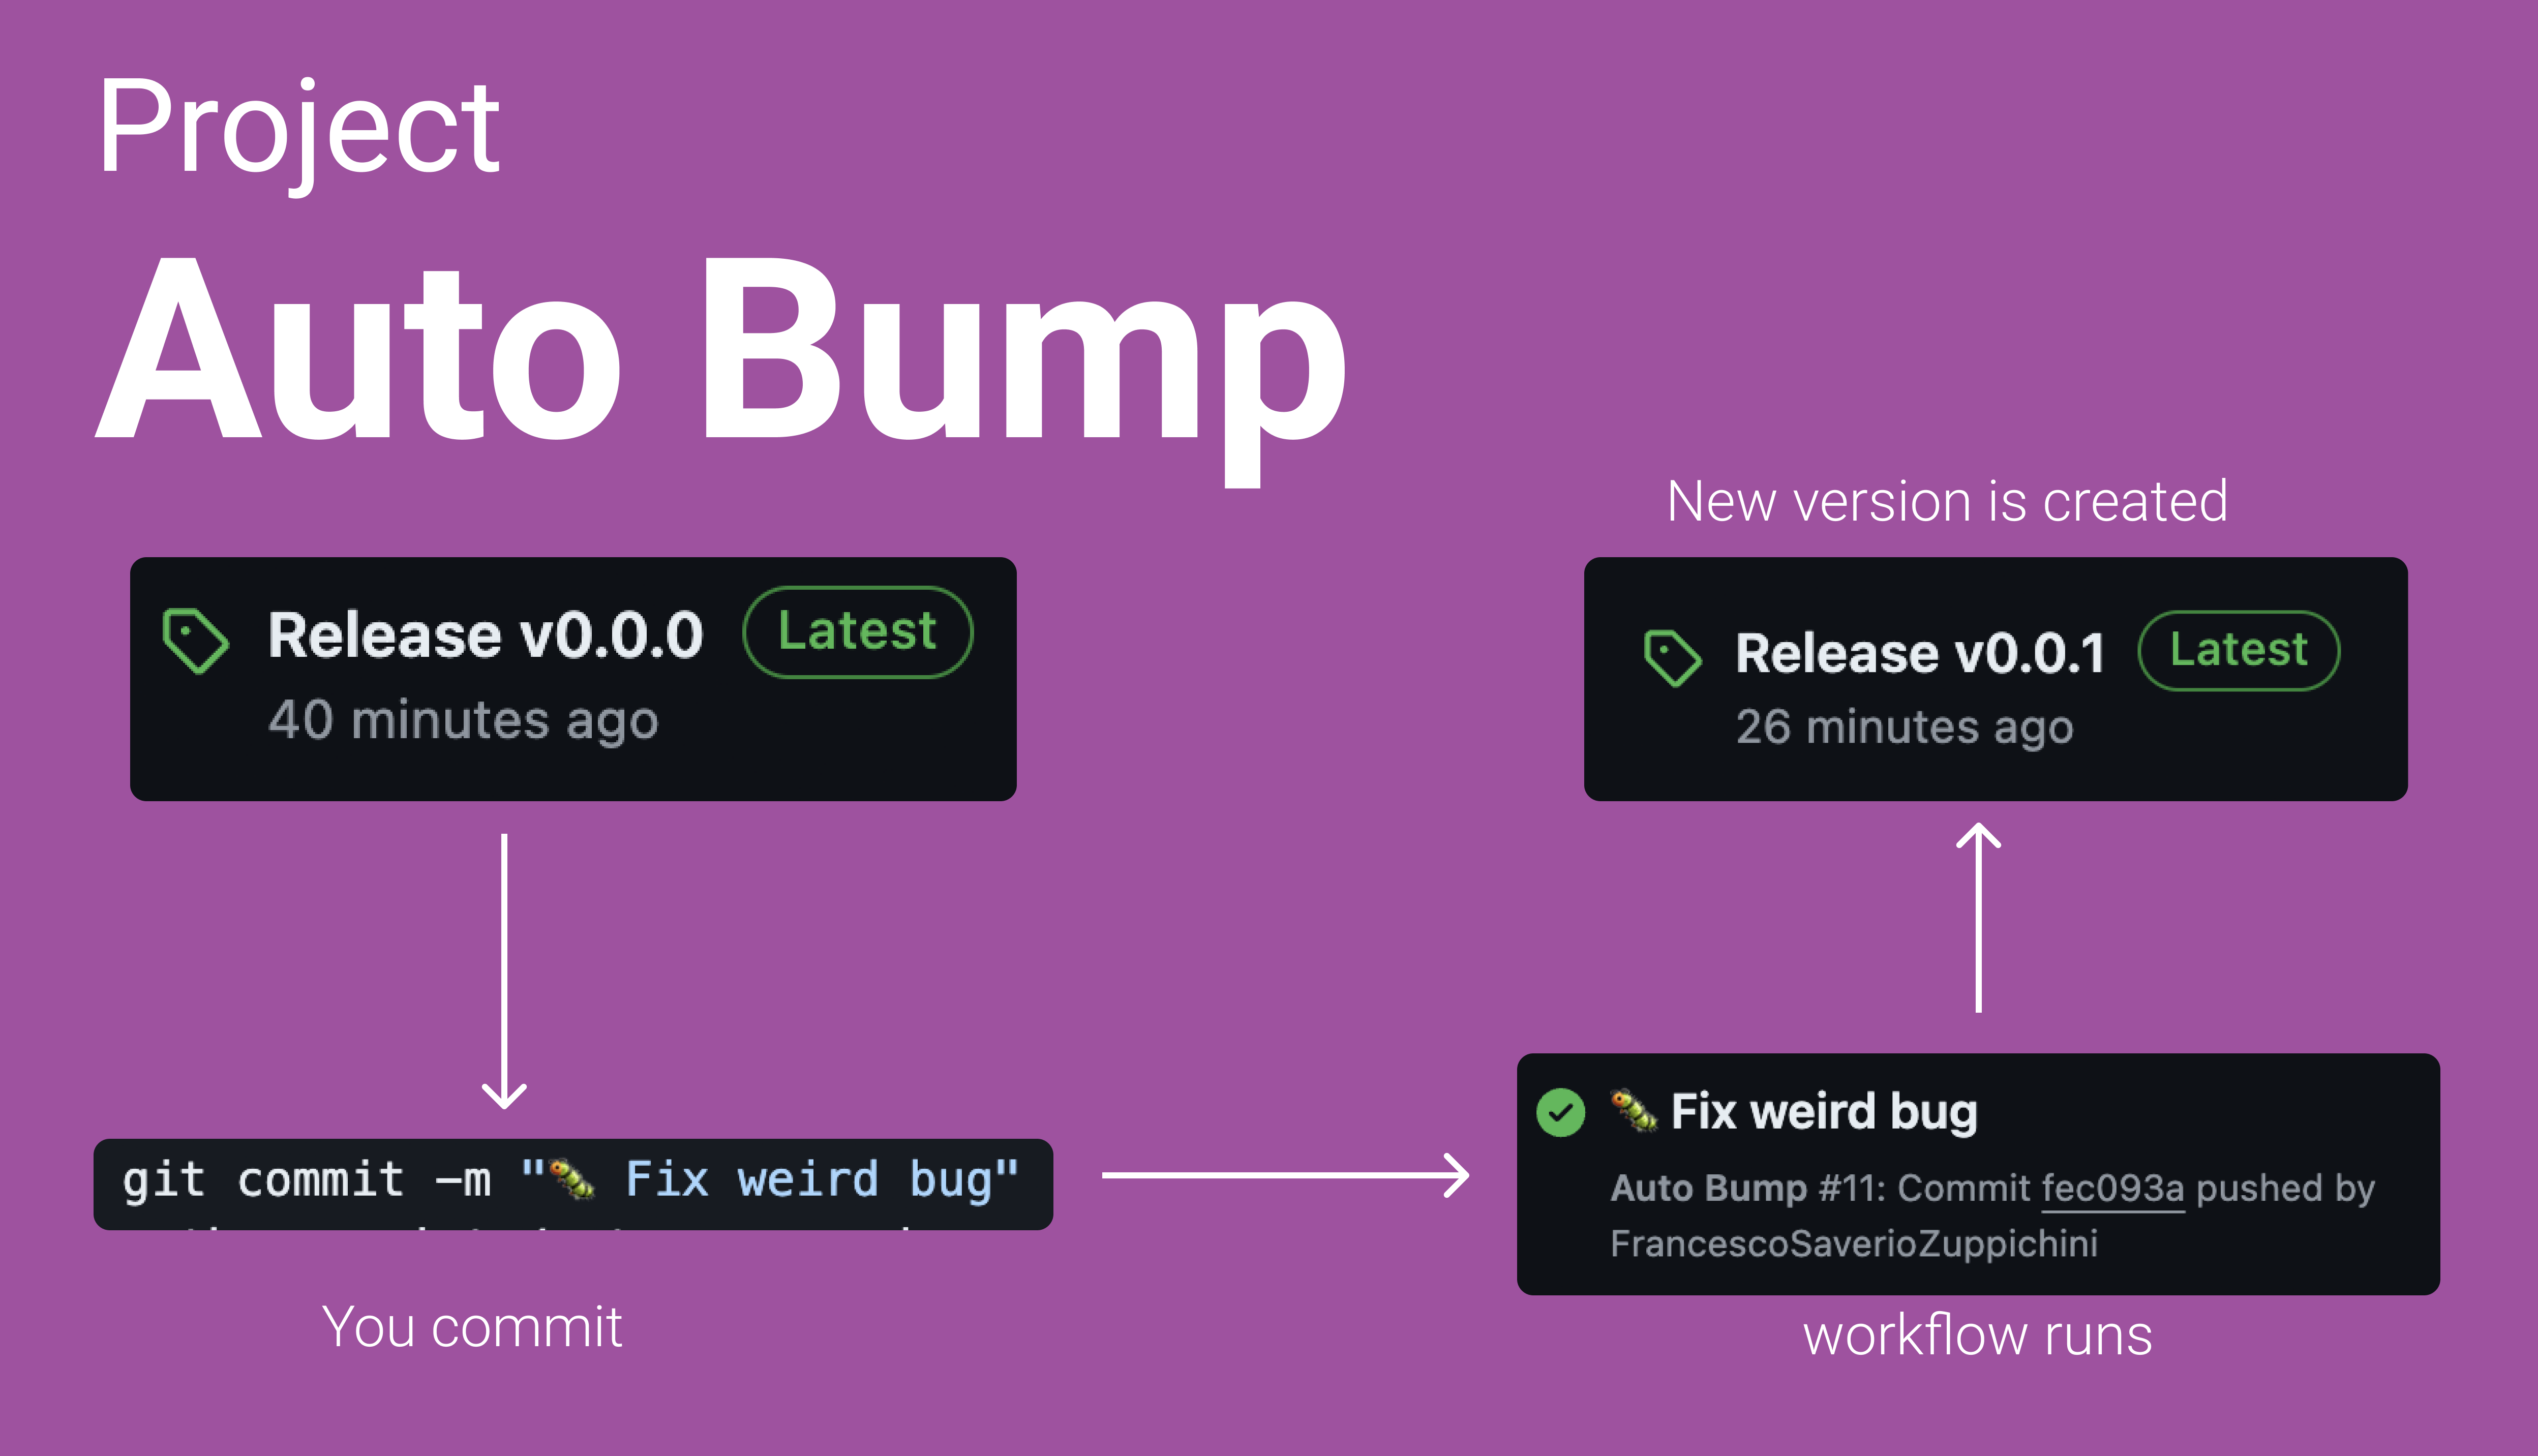 Project
Auto Bump
Release v0.0.0 Latest
40 minutes ago
git commit -m "🐛 Fix weird bug"
You commit
New version is created
Release v0.0.1 Latest
26 minutes ago
🐛 Fix weird bug
Auto Bump #11: Commit fec093a pushed by
FrancescoSaverioZuppichini
workflow runs